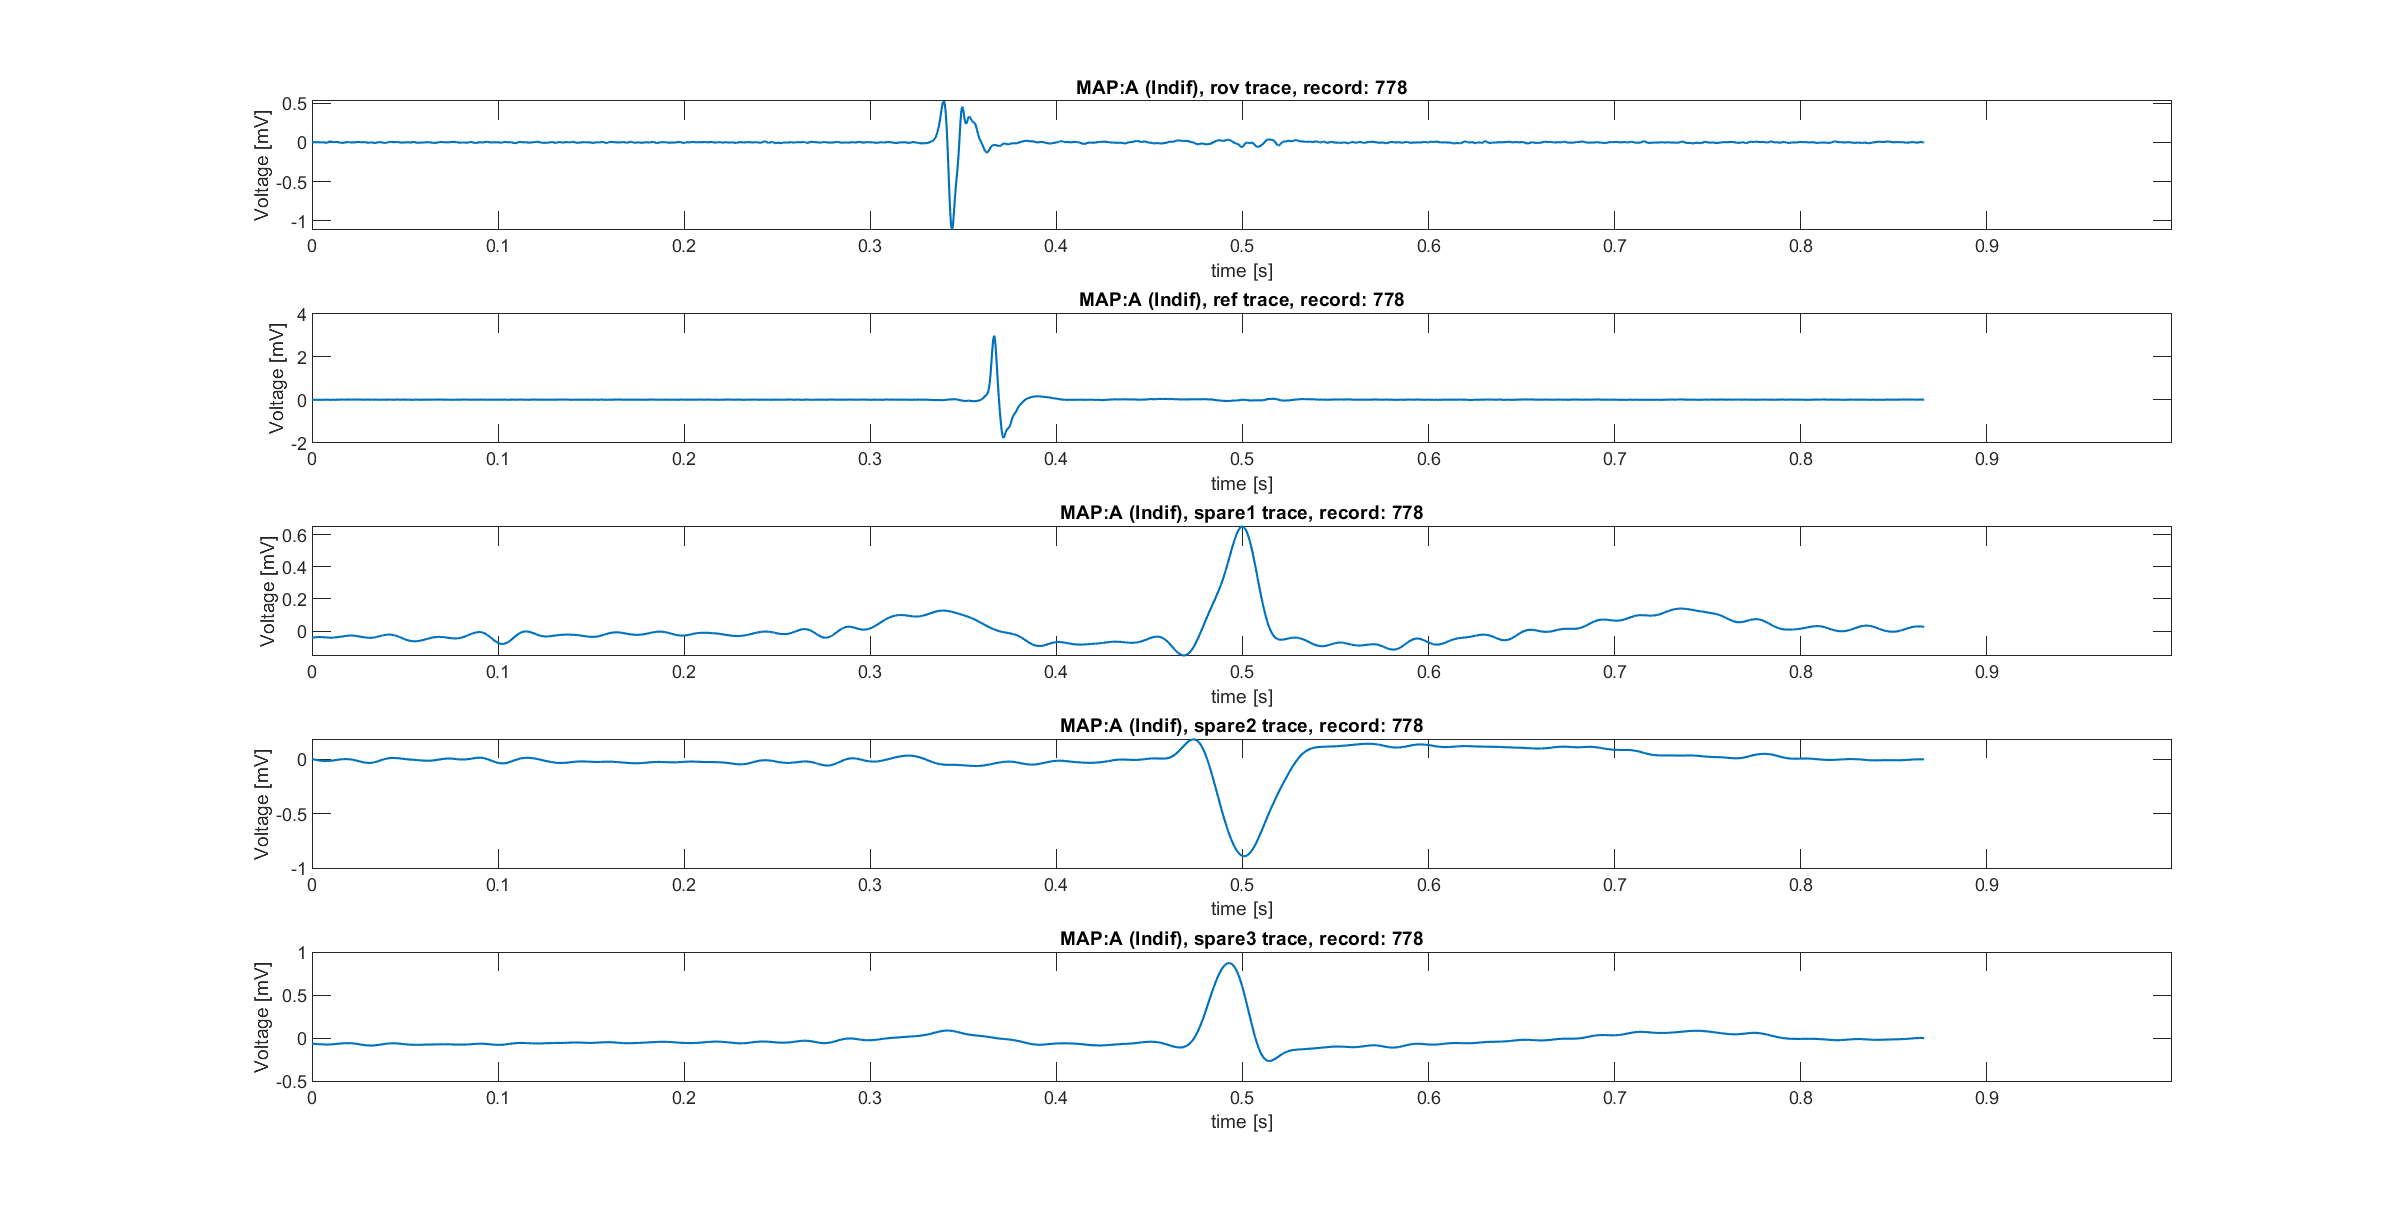 MAP:A (Indif), rov trace, record: 778
Voltage [mV]
0.5
0
-0.5
-1
0 0.1 0.2 0.3 0.4 0.5 0.6 0.7 0.8 0.9
time [s]
MAP:A (Indif), ref trace, record: 778
Voltage [mV]
4
2
0
-2
0 0.1 0.2 0.3 0.4 0.5 0.6 0.7 0.8 0.9
time [s]
MAP:A (Indif), spare1 trace, record: 778
Voltage [mV]
0.6
0.4
0.2
0
0 0.1 0.2 0.3 0.4 0.5 0.6 0.7 0.8 0.9
time [s]
MAP:A (Indif), spare2 trace, record: 778
Voltage [mV]
0
-0.5
-1
0 0.1 0.2 0.3 0.4 0.5 0.6 0.7 0.8 0.9
time [s]
MAP:A (Indif), spare3 trace, record: 778
Voltage [mV]
1
0.5
0
-0.5
0 0.1 0.2 0.3 0.4 0.5 0.6 0.7 0.8 0.9
time [s]